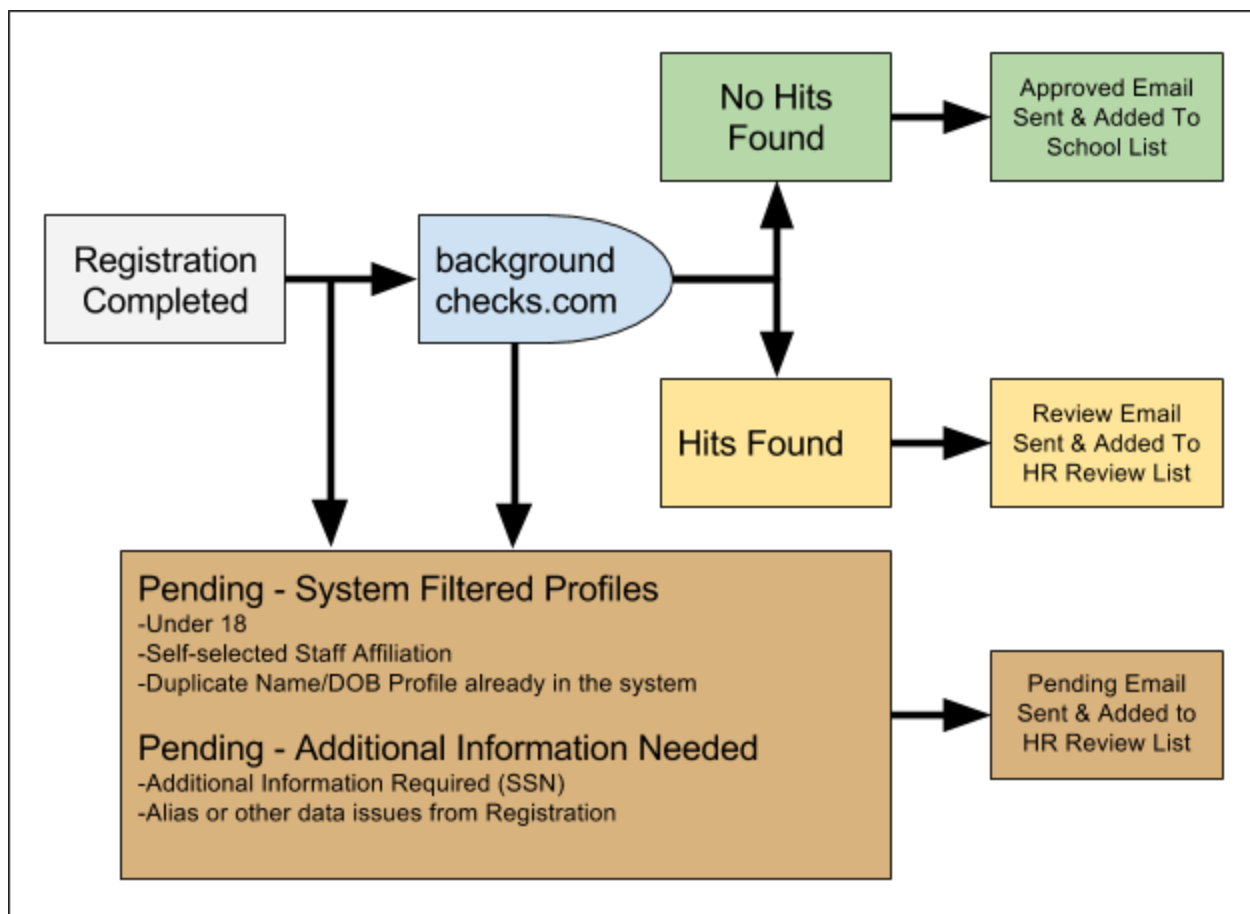 No Hits
Found
Approved Email
Sent & Added To
School List
Registration
Completed
background
checks.com
Hits Found
Review Email
Sent & Added To
HR Review List
Pending - System Filtered Profiles
-Under 18
-Self-selected Staff Affiliation
-Duplicate Name/DOB Profile already in the system
Pending - Additional Information Needed
-Additional Information Required (SSN)
-Alias or other data issues from Registration
Pending Email
Sent & Added to
HR Review List